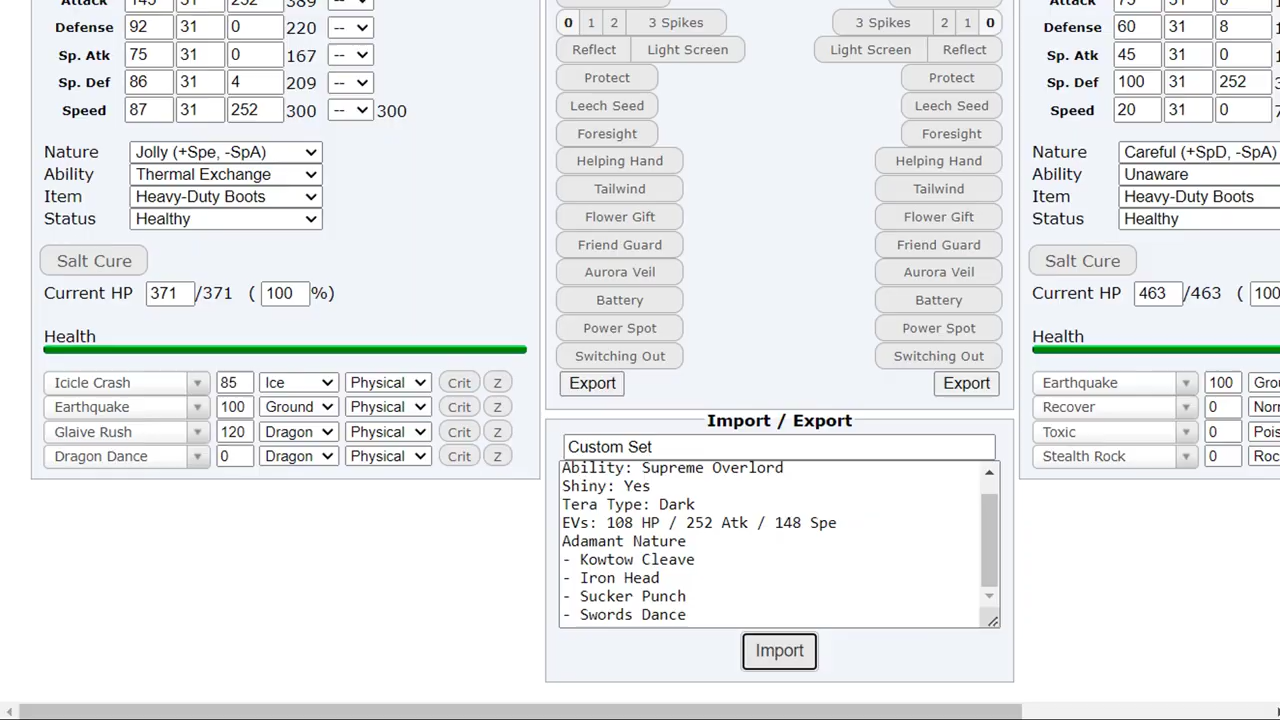 Attack 145 31 252 389 --
Defense 92 31 0 220 --
Sp. Atk 75 31 0 167 --
Sp. Def 86 31 4 209 --
Speed 87 31 252 300 -- 300
Nature Jolly (+Spe, -SpA)
Ability Thermal Exchange
Item Heavy-Duty Boots
Status Healthy
Salt Cure
Current HP 371 /371 ( 100 %)
Health
Icicle Crash 85 Ice Physical Crit Z
Earthquake 100 Ground Physical Crit Z
Glaive Rush 120 Dragon Physical Crit Z
Dragon Dance 0 Dragon Physical Crit Z
0 1 2 3 Spikes 3 Spikes 2 1 0
Reflect Light Screen Light Screen Reflect
Protect Protect
Leech Seed Leech Seed
Foresight Foresight
Helping Hand Helping Hand
Tailwind Tailwind
Flower Gift Flower Gift
Friend Guard Friend Guard
Aurora Veil Aurora Veil
Battery Battery
Power Spot Power Spot
Switching Out Switching Out
Export Export
Import / Export
Custom Set
Ability: Supreme Overlord
Shiny: Yes
Tera Type: Dark
EVs: 108 HP / 252 Atk / 148 Spe
Adamant Nature
- Kowtow Cleave
- Iron Head
- Sucker Punch
- Swords Dance
Import
Attack 75 31
Defense 60 31 8
Sp. Atk 45 31 0
Sp. Def 100 31 252
Speed 20 31 0
Nature Careful (+SpD, -SpA)
Ability Unaware
Item Heavy-Duty Boots
Status Healthy
Salt Cure
Current HP 463 /463 ( 100
Health
Earthquake 100
Recover 0
Toxic 0
Stealth Rock 0